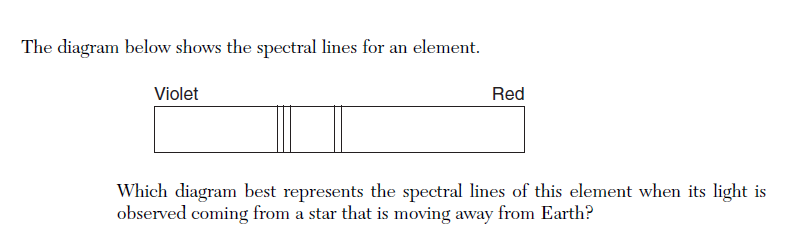 The diagram below shows the spectral lines for an element.
Violet Red
Which diagram best represents the spectral lines of this element when its light is
observed coming from a star that is moving away from Earth?